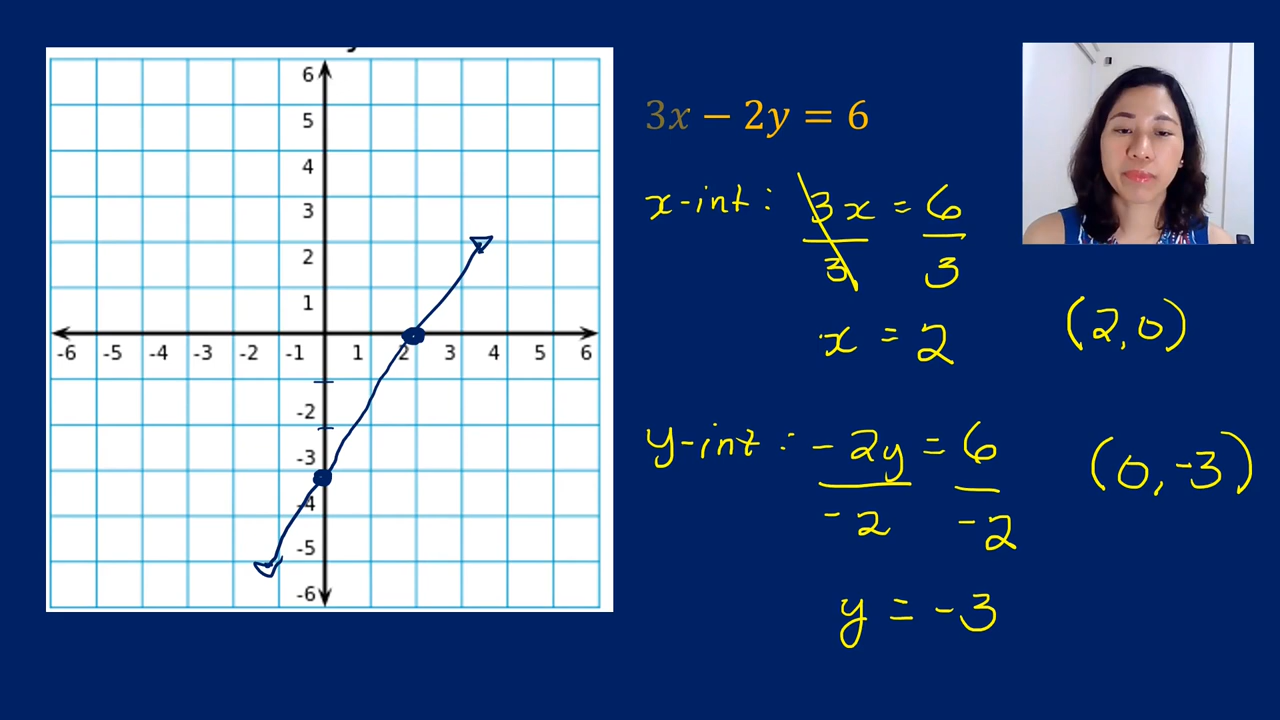 y
6
5
4
3
2
1
-6 -5 -4 -3 -2 -1 1 2 3 4 5 6
-2
-3
-4
-5
-6
3x − 2y = 6
x-int: 3x = 6
3 3
x = 2
(2,0)
y-int: -2y = 6
-2 -2
(0,-3)
y = -3